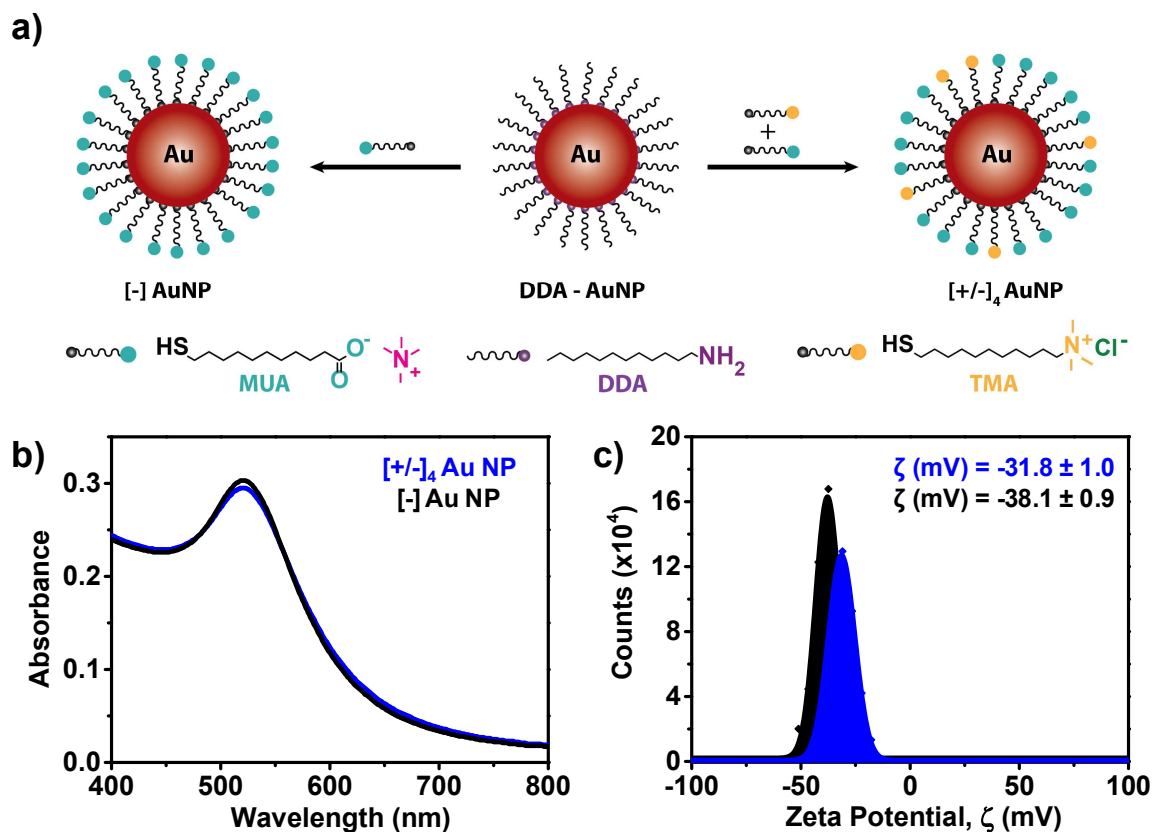 a)
Au
Au
+
Au
[-] AuNP
DDA - AuNP
[+/-]₄ AuNP
HS
O⁻
O
MUA
N
+
NH₂
DDA
HS
N⁺
Cl⁻
TMA
b)
[+/-]₄ Au NP
[-] Au NP
Absorbance
0.3
0.2
0.1
0.0
400
500
600
700
800
Wavelength (nm)
c)
ζ (mV) = -31.8 ± 1.0
ζ (mV) = -38.1 ± 0.9
Counts (x10⁴)
20
16
12
8
4
0
-100
-50
0
50
100
Zeta Potential, ζ (mV)